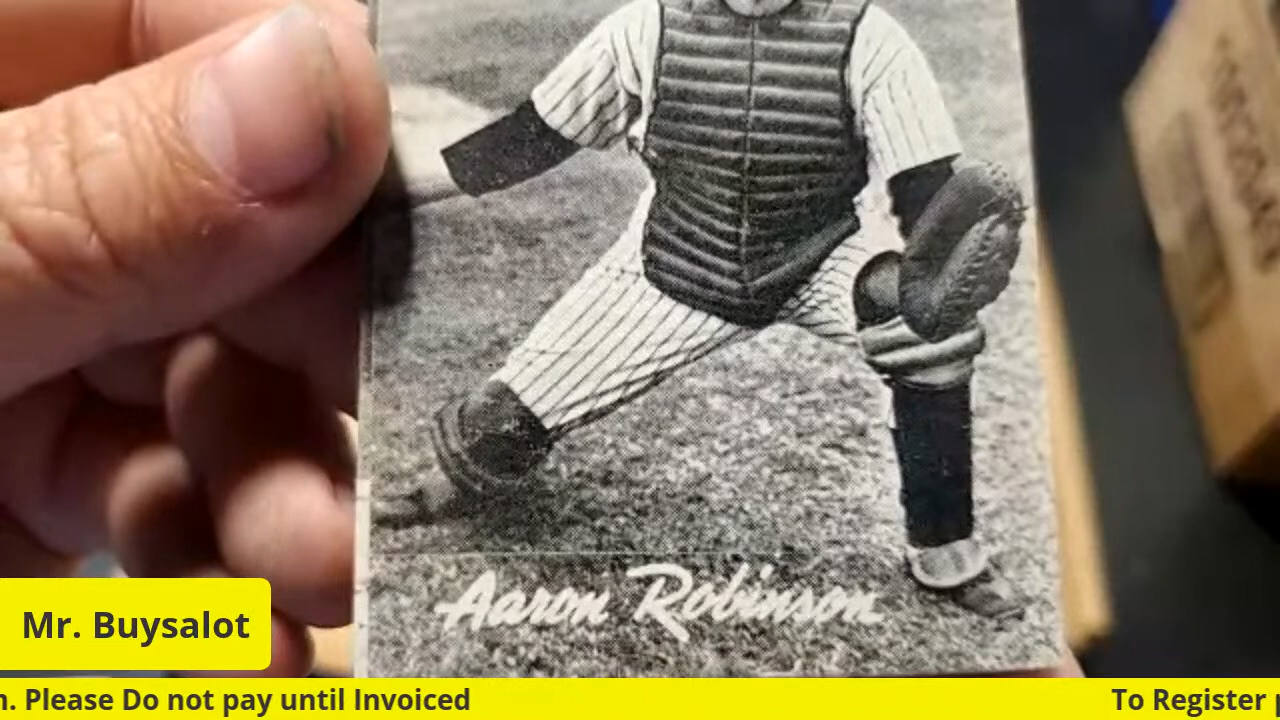 Aaron Robinson
Mr. Buysalot
n. Please Do not pay until Invoiced
To Register